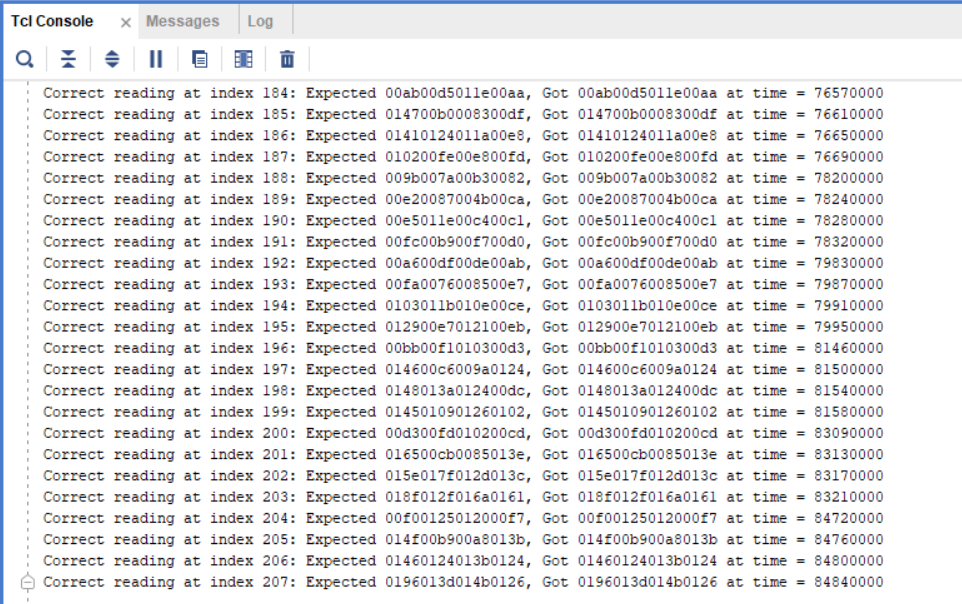 Tcl Console × Messages Log
Correct reading at index 184: Expected 00ab00d5011e00aa, Got 00ab00d5011e00aa at time = 76570000
Correct reading at index 185: Expected 014700b0008300df, Got 014700b0008300df at time = 76610000
Correct reading at index 186: Expected 01410124011a00e8, Got 01410124011a00e8 at time = 76650000
Correct reading at index 187: Expected 010200fe00e800fd, Got 010200fe00e800fd at time = 76690000
Correct reading at index 188: Expected 009b007a00b30082, Got 009b007a00b30082 at time = 78200000
Correct reading at index 189: Expected 00e20087004b00ca, Got 00e20087004b00ca at time = 78240000
Correct reading at index 190: Expected 00e5011e00c400c1, Got 00e5011e00c400c1 at time = 78280000
Correct reading at index 191: Expected 00fc00b900f700d0, Got 00fc00b900f700d0 at time = 78320000
Correct reading at index 192: Expected 00a600df00de00ab, Got 00a600df00de00ab at time = 79830000
Correct reading at index 193: Expected 00fa0076008500e7, Got 00fa0076008500e7 at time = 79870000
Correct reading at index 194: Expected 0103011b010e00ce, Got 0103011b010e00ce at time = 79910000
Correct reading at index 195: Expected 012900e7012100eb, Got 012900e7012100eb at time = 79950000
Correct reading at index 196: Expected 00bb00f1010300d3, Got 00bb00f1010300d3 at time = 81460000
Correct reading at index 197: Expected 014600c6009a0124, Got 014600c6009a0124 at time = 81500000
Correct reading at index 198: Expected 0148013a012400dc, Got 0148013a012400dc at time = 81540000
Correct reading at index 199: Expected 0145010901260102, Got 0145010901260102 at time = 81580000
Correct reading at index 200: Expected 00d300fd010200cd, Got 00d300fd010200cd at time = 83090000
Correct reading at index 201: Expected 016500cb0085013e, Got 016500cb0085013e at time = 83130000
Correct reading at index 202: Expected 015e017f012d013c, Got 015e017f012d013c at time = 83170000
Correct reading at index 203: Expected 018f012f016a0161, Got 018f012f016a0161 at time = 83210000
Correct reading at index 204: Expected 00f00125012000f7, Got 00f00125012000f7 at time = 84720000
Correct reading at index 205: Expected 014f00b900a8013b, Got 014f00b900a8013b at time = 84760000
Correct reading at index 206: Expected 01460124013b0124, Got 01460124013b0124 at time = 84800000
Correct reading at index 207: Expected 0196013d014b0126, Got 0196013d014b0126 at time = 84840000